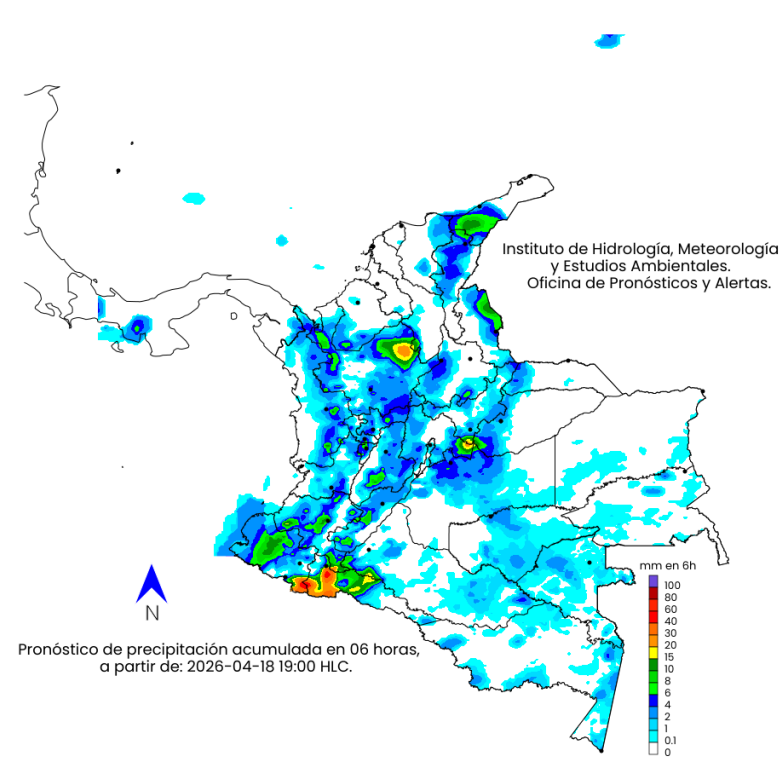 Instituto de Hidrología, Meteorología
y Estudios Ambientales.
Oficina de Pronósticos y Alertas.
N
Pronóstico de precipitación acumulada en 06 horas,
a partir de: 2026-04-18 19:00 HLC.
mm en 6h
100
80
60
40
30
20
15
10
8
6
4
2
1
0.1
0